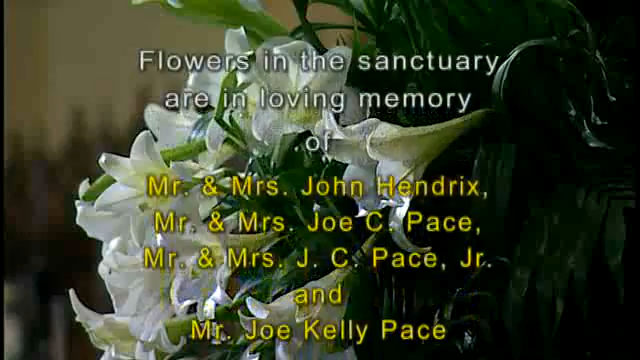 Flowers in the sanctuary
are in loving memory
of
Mr. & Mrs. John Hendrix,
Mr. & Mrs. Joe C. Pace,
Mr. & Mrs. J. C. Pace, Jr.
and
Mr. Joe Kelly Pace